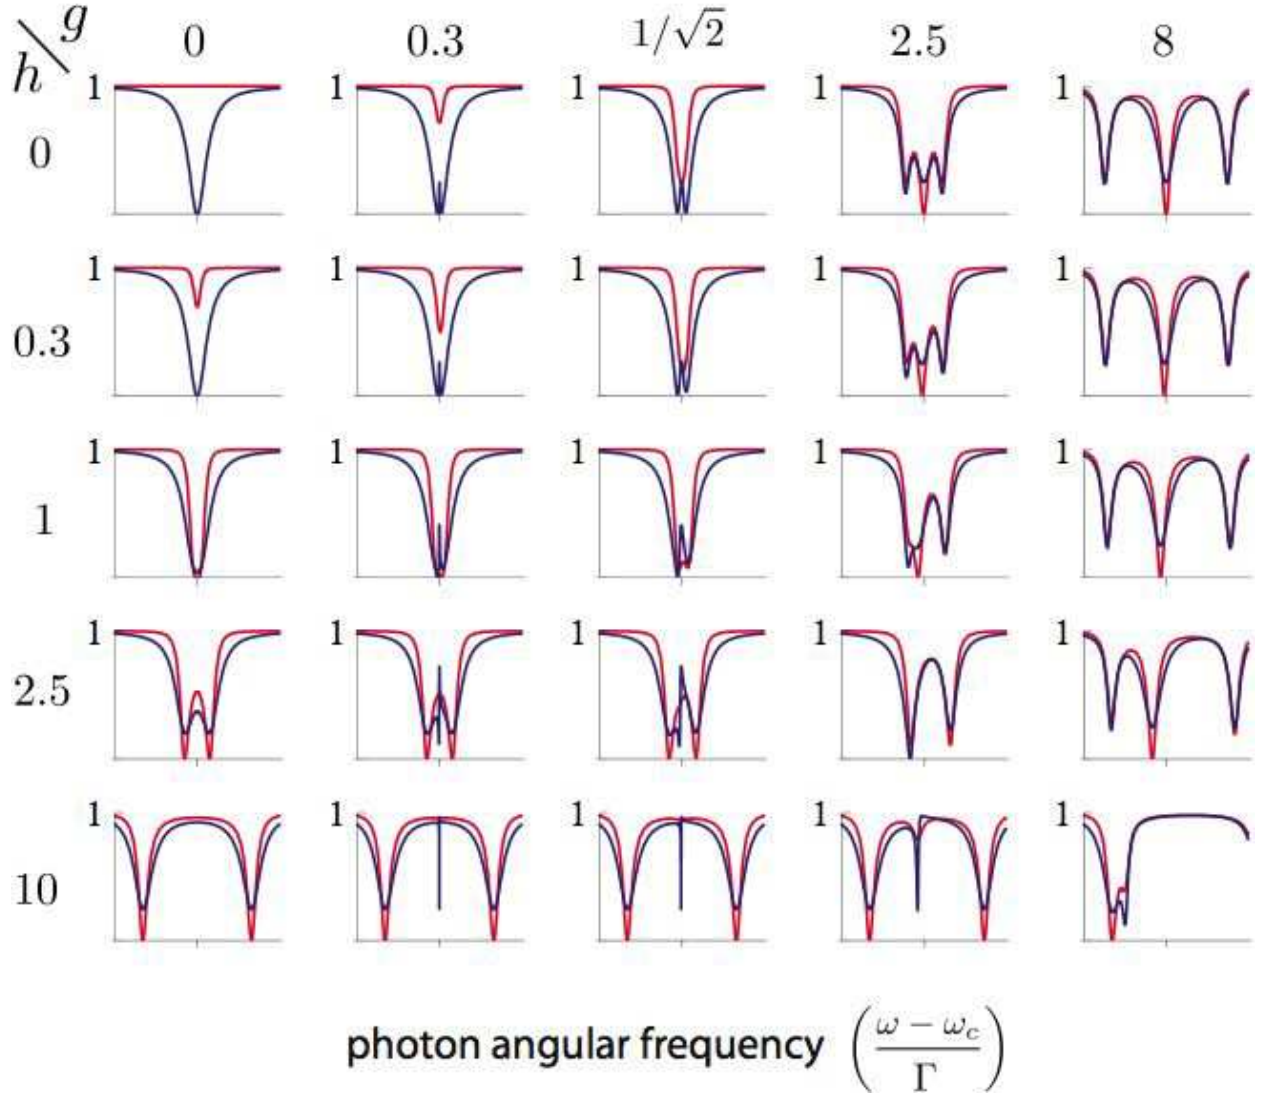 g
h
0 0.3 1/√2 2.5 8
1 1 1 1 1
0
1 1 1 1 1
0.3
1 1 1 1 1
1
1 1 1 1 1
2.5
1 1 1 1 1
10
photon angular frequency (ω − ωc / Γ)